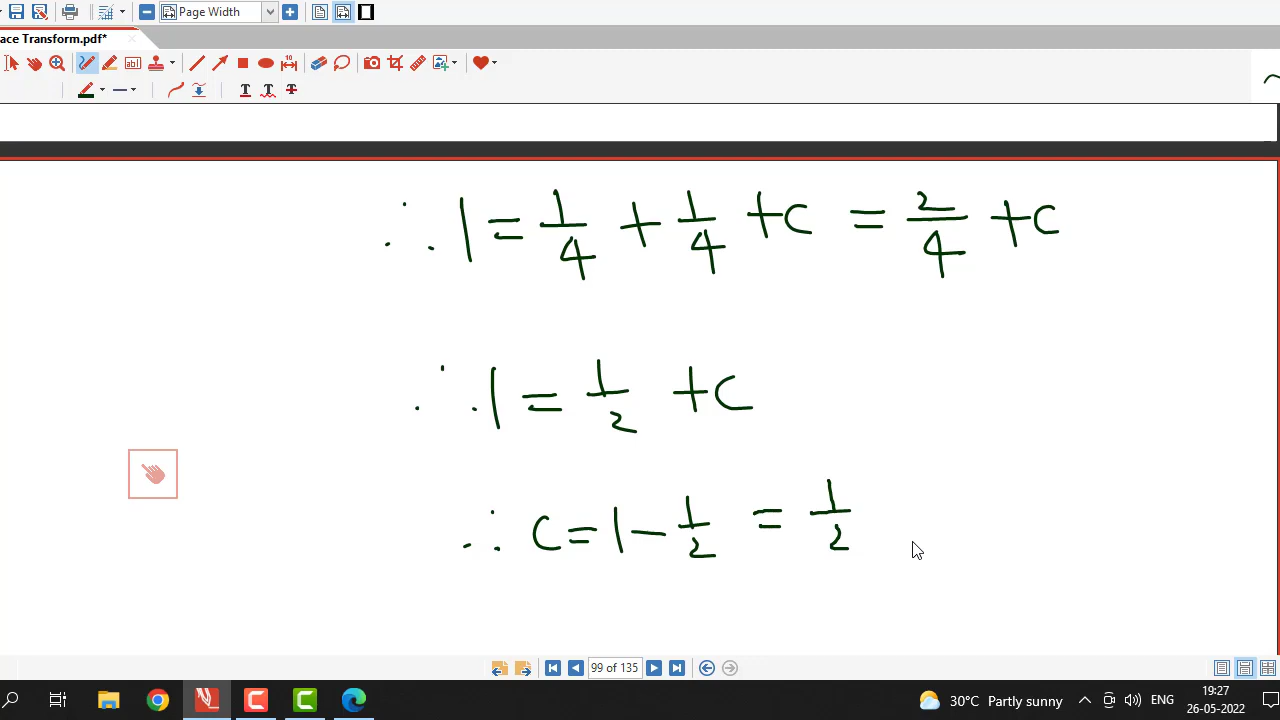 Page Width
ace Transform.pdf*
∴ 1 = 1/4 + 1/4 + C = 2/4 + C
∴ 1 = 1/2 + C
∴ C = 1 - 1/2 = 1/2
99 of 135
30°C Partly sunny
ENG
19:27
26-05-2022